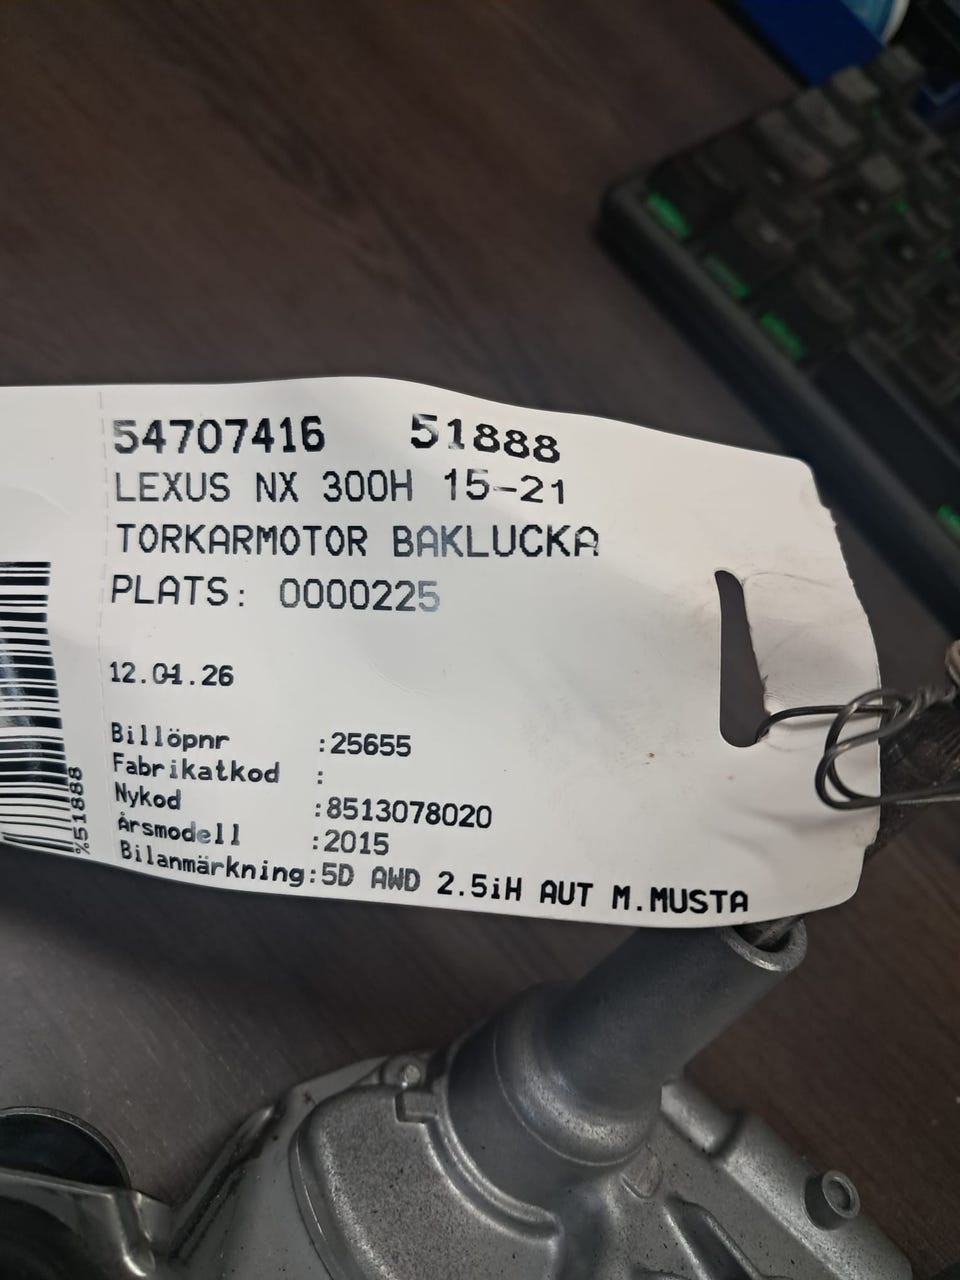 54707416 51888
LEXUS NX 300H 15-21
TORKARMOTOR BAKLUCKA
PLATS: 0000225
12.01.26
Billöpnr :25655
Fabrikatkod :
Nykod :8513078020
Årsmodell :2015
Bilanmärkning:5D AWD 2.5iH AUT M.MUSTA
%51888